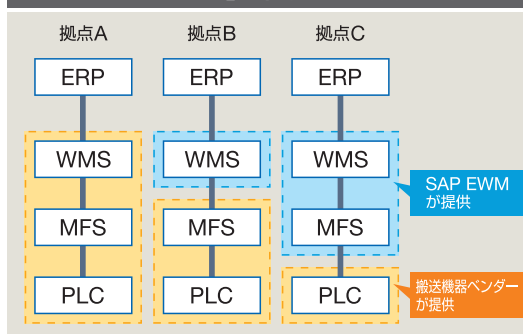 拠点A 拠点B 拠点C
ERP ERP ERP
WMS WMS WMS
SAP EWM
が提供
MFS MFS MFS
PLC PLC PLC
搬送機器ベンダー
が提供